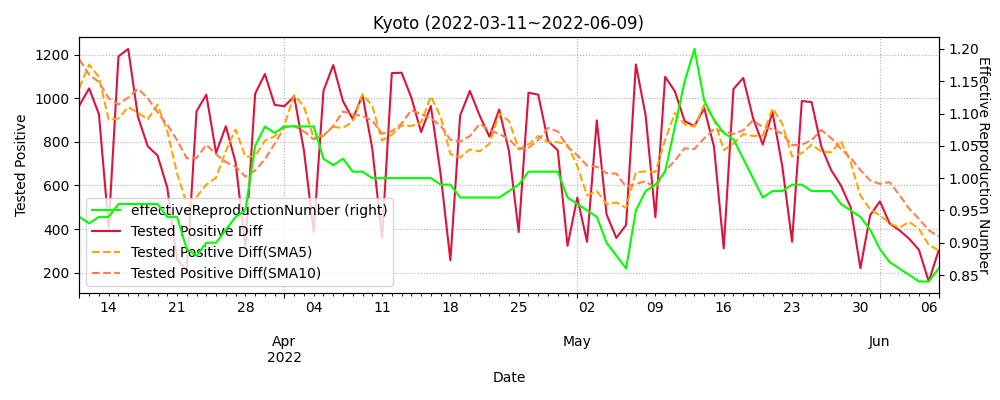 Kyoto (2022-03-11~2022-06-09)
Tested Positive
1200
1000
800
600
400
200
1.20
1.15
1.10
1.05
1.00
0.95
0.90
0.85
Effective Reproduction Number
effectiveReproductionNumber (right)
Tested Positive Diff
Tested Positive Diff(SMA5)
Tested Positive Diff(SMA10)
14 21 28 04 11 18 25 02 09 16 23 30 06
Apr May Jun
2022
Date